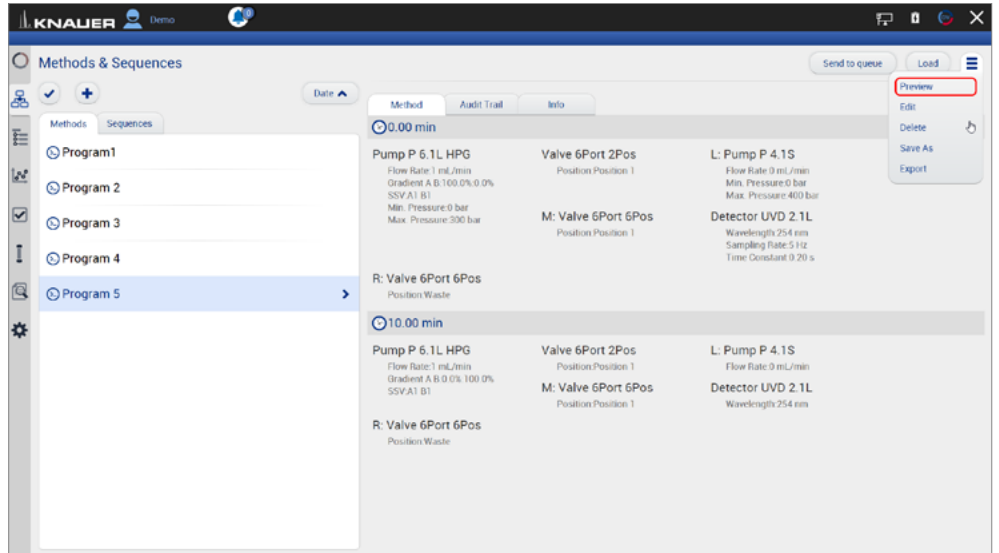 KNAUER Demo 0
Methods & Sequences
Send to queue
Load
Preview
Edit
Delete
Save As
Export
Date
Methods Sequences
Program1
Program 2
Program 3
Program 4
Program 5
Method Audit Trail Info
0.00 min
Pump P 6.1L HPG
Flow Rate:1 mL/min
Gradient A B:100.0%:0.0%
SSV:A1 B1
Min. Pressure:0 bar
Max. Pressure:300 bar
Valve 6Port 2Pos
Position:Position 1
M: Valve 6Port 6Pos
Position:Position 1
L: Pump P 4.1S
Flow Rate:0 mL/min
Min. Pressure:0 bar
Max. Pressure:400 bar
Detector UVD 2.1L
Wavelength:254 nm
Sampling Rate:5 Hz
Time Constant:0.20 s
R: Valve 6Port 6Pos
Position:Waste
10.00 min
Pump P 6.1L HPG
Flow Rate:1 mL/min
Gradient A B:0.0%:100.0%
SSV:A1 B1
Valve 6Port 2Pos
Position:Position 1
M: Valve 6Port 6Pos
Position:Position 1
L: Pump P 4.1S
Flow Rate:0 mL/min
Detector UVD 2.1L
Wavelength:254 nm
R: Valve 6Port 6Pos
Position:Waste